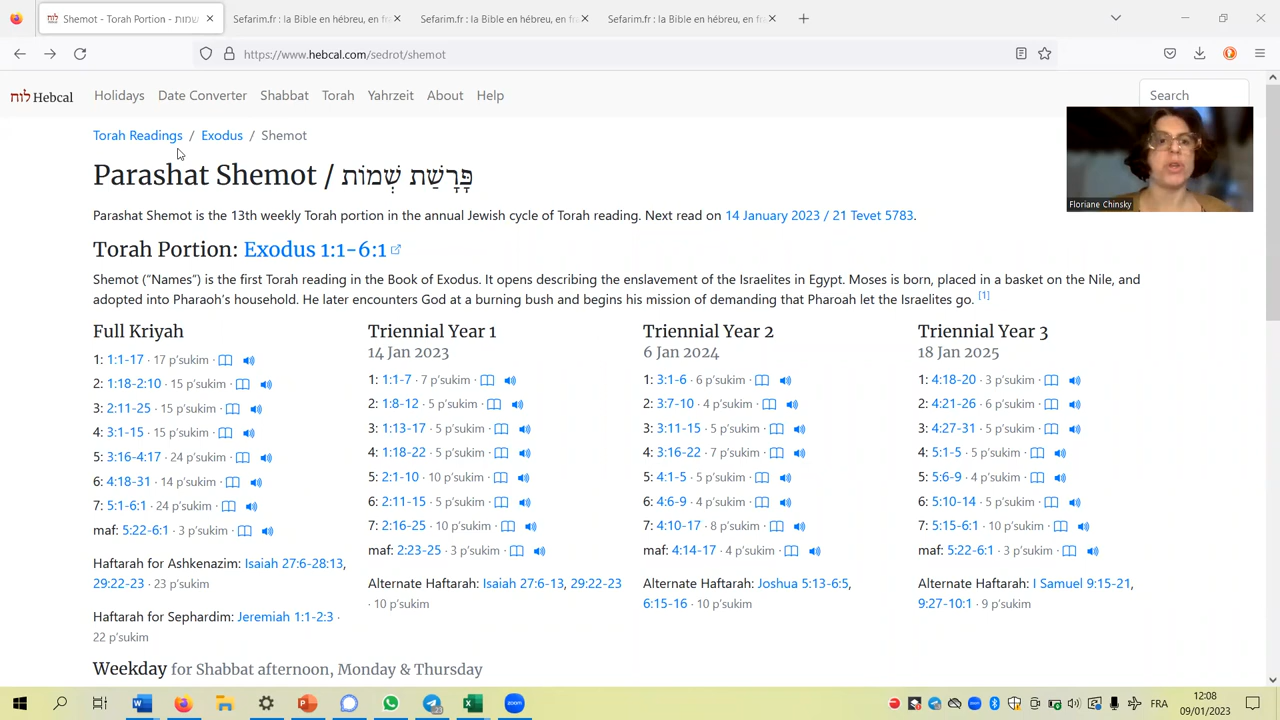 Shemot - Torah Portion - שמות
Sefarim.fr : la Bible en hébreu, en fra
Sefarim.fr : la Bible en hébreu, en fra
Sefarim.fr : la Bible en hébreu, en fra
https://www.hebcal.com/sedrot/shemot
לוח Hebcal Holidays Date Converter Shabbat Torah Yahrzeit About Help Search
Torah Readings / Exodus / Shemot
Parashat Shemot / פָּרָשַׁת שְׁמוֹת
Floriane Chinsky
Parashat Shemot is the 13th weekly Torah portion in the annual Jewish cycle of Torah reading. Next read on 14 January 2023 / 21 Tevet 5783.
Torah Portion: Exodus 1:1-6:1
Shemot (“Names”) is the first Torah reading in the Book of Exodus. It opens describing the enslavement of the Israelites in Egypt. Moses is born, placed in a basket on the Nile, and
adopted into Pharaoh’s household. He later encounters God at a burning bush and begins his mission of demanding that Pharoah let the Israelites go. [1]
Full Kriyah
1: 1:1-17 · 17 p’sukim ·
2: 1:18-2:10 · 15 p’sukim ·
3: 2:11-25 · 15 p’sukim ·
4: 3:1-15 · 15 p’sukim ·
5: 3:16-4:17 · 24 p’sukim ·
6: 4:18-31 · 14 p’sukim ·
7: 5:1-6:1 · 24 p’sukim ·
maf: 5:22-6:1 · 3 p’sukim ·
Haftarah for Ashkenazim: Isaiah 27:6-28:13,
29:22-23 · 23 p’sukim
Haftarah for Sephardim: Jeremiah 1:1-2:3 ·
22 p’sukim
Triennial Year 1
14 Jan 2023
1: 1:1-7 · 7 p’sukim ·
2: 1:8-12 · 5 p’sukim ·
3: 1:13-17 · 5 p’sukim ·
4: 1:18-22 · 5 p’sukim ·
5: 2:1-10 · 10 p’sukim ·
6: 2:11-15 · 5 p’sukim ·
7: 2:16-25 · 10 p’sukim ·
maf: 2:23-25 · 3 p’sukim ·
Alternate Haftarah: Isaiah 27:6-13, 29:22-23
· 10 p’sukim
Triennial Year 2
6 Jan 2024
1: 3:1-6 · 6 p’sukim ·
2: 3:7-10 · 4 p’sukim ·
3: 3:11-15 · 5 p’sukim ·
4: 3:16-22 · 7 p’sukim ·
5: 4:1-5 · 5 p’sukim ·
6: 4:6-9 · 4 p’sukim ·
7: 4:10-17 · 8 p’sukim ·
maf: 4:14-17 · 4 p’sukim ·
Alternate Haftarah: Joshua 5:13-6:5,
6:15-16 · 10 p’sukim
Triennial Year 3
18 Jan 2025
1: 4:18-20 · 3 p’sukim ·
2: 4:21-26 · 6 p’sukim ·
3: 4:27-31 · 5 p’sukim ·
4: 5:1-5 · 5 p’sukim ·
5: 5:6-9 · 4 p’sukim ·
6: 5:10-14 · 5 p’sukim ·
7: 5:15-6:1 · 10 p’sukim ·
maf: 5:22-6:1 · 3 p’sukim ·
Alternate Haftarah: I Samuel 9:15-21,
9:27-10:1 · 9 p’sukim
Weekday for Shabbat afternoon, Monday & Thursday
zoom
FRA
12:08
09/01/2023